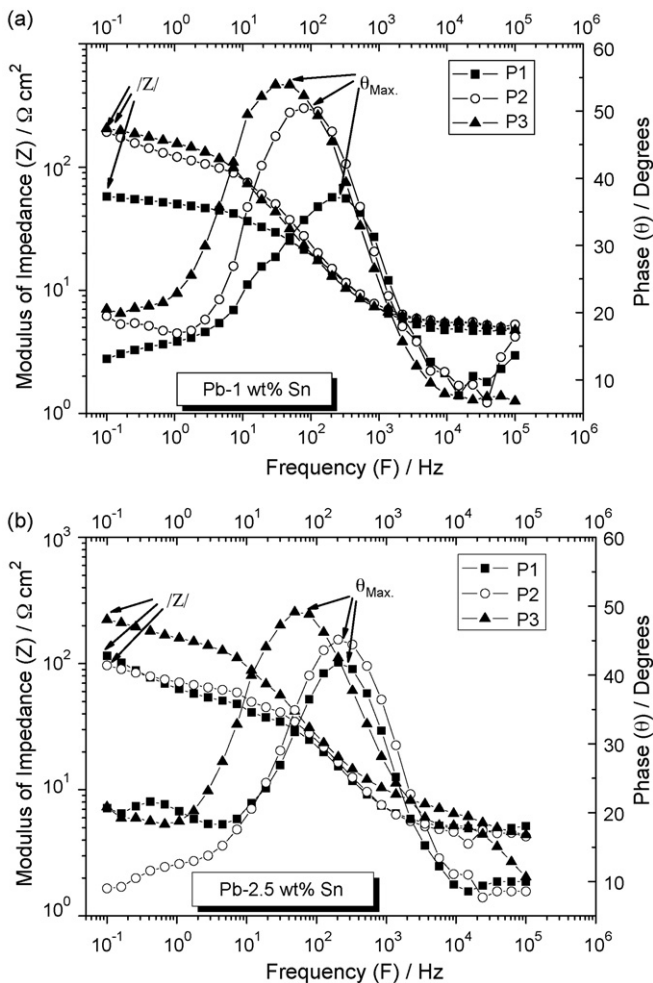 (a)
10⁻¹ 10⁰ 10¹ 10² 10³ 10⁴ 10⁵ 10⁶
/Z/
θMax.
P1
P2
P3
Modulus of Impedance (Z) / Ω cm²
10²
10¹
10⁰
60
50
40
30
20
10
Phase (θ) / Degrees
Pb-1 wt% Sn
10⁻¹ 10⁰ 10¹ 10² 10³ 10⁴ 10⁵ 10⁶
Frequency (F) / Hz
(b)
10⁻¹ 10⁰ 10¹ 10² 10³ 10⁴ 10⁵ 10⁶
/Z/
θMax.
P1
P2
P3
Modulus of Impedance (Z) / Ω cm²
10³
10²
10¹
10⁰
60
50
40
30
20
10
Phase (θ) / Degrees
Pb-2.5 wt% Sn
10⁻¹ 10⁰ 10¹ 10² 10³ 10⁴ 10⁵ 10⁶
Frequency (F) / Hz